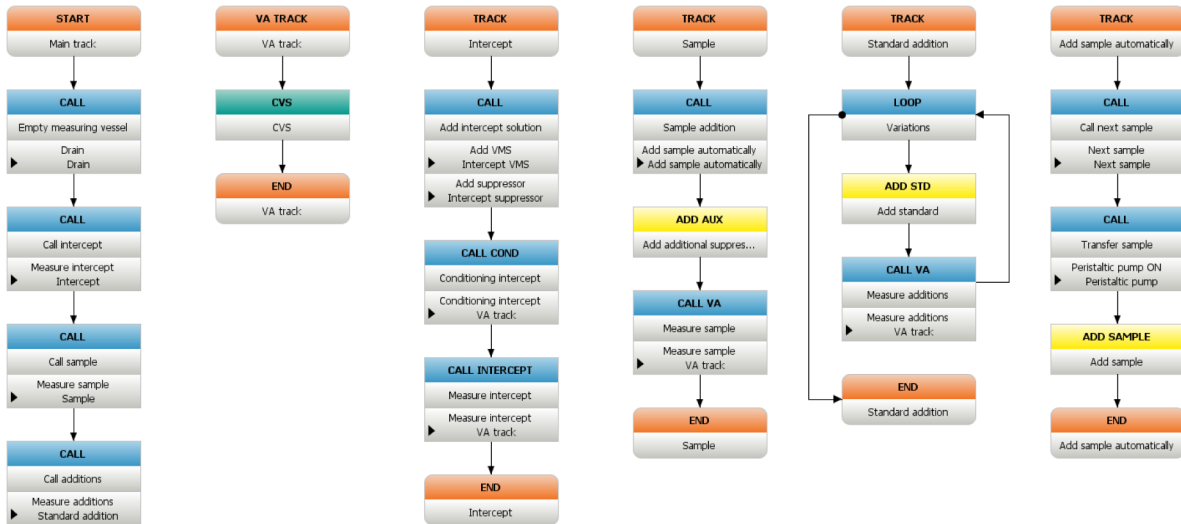 START
Main track
CALL
Empty measuring vessel
Drain
Drain
CALL
Call intercept
Measure intercept
Intercept
CALL
Call sample
Measure sample
Sample
CALL
Call additions
Measure additions
Standard addition
VA TRACK
VA track
CVS
CVS
END
VA track
TRACK
Intercept
CALL
Add intercept solution
Add VMS
Intercept VMS
Add suppressor
Intercept suppressor
CALL COND
Conditioning intercept
Conditioning intercept
VA track
CALL INTERCEPT
Measure intercept
Measure intercept
VA track
END
Intercept
TRACK
Sample
CALL
Sample addition
Add sample automatically
Add sample automatically
ADD AUX
Add additional suppres...
CALL VA
Measure sample
Measure sample
VA track
END
Sample
TRACK
Standard addition
LOOP
Variations
ADD STD
Add standard
CALL VA
Measure additions
Measure additions
VA track
END
Standard addition
TRACK
Add sample automatically
CALL
Call next sample
Next sample
Next sample
CALL
Transfer sample
Peristaltic pump ON
Peristaltic pump
ADD SAMPLE
Add sample
END
Add sample automatically